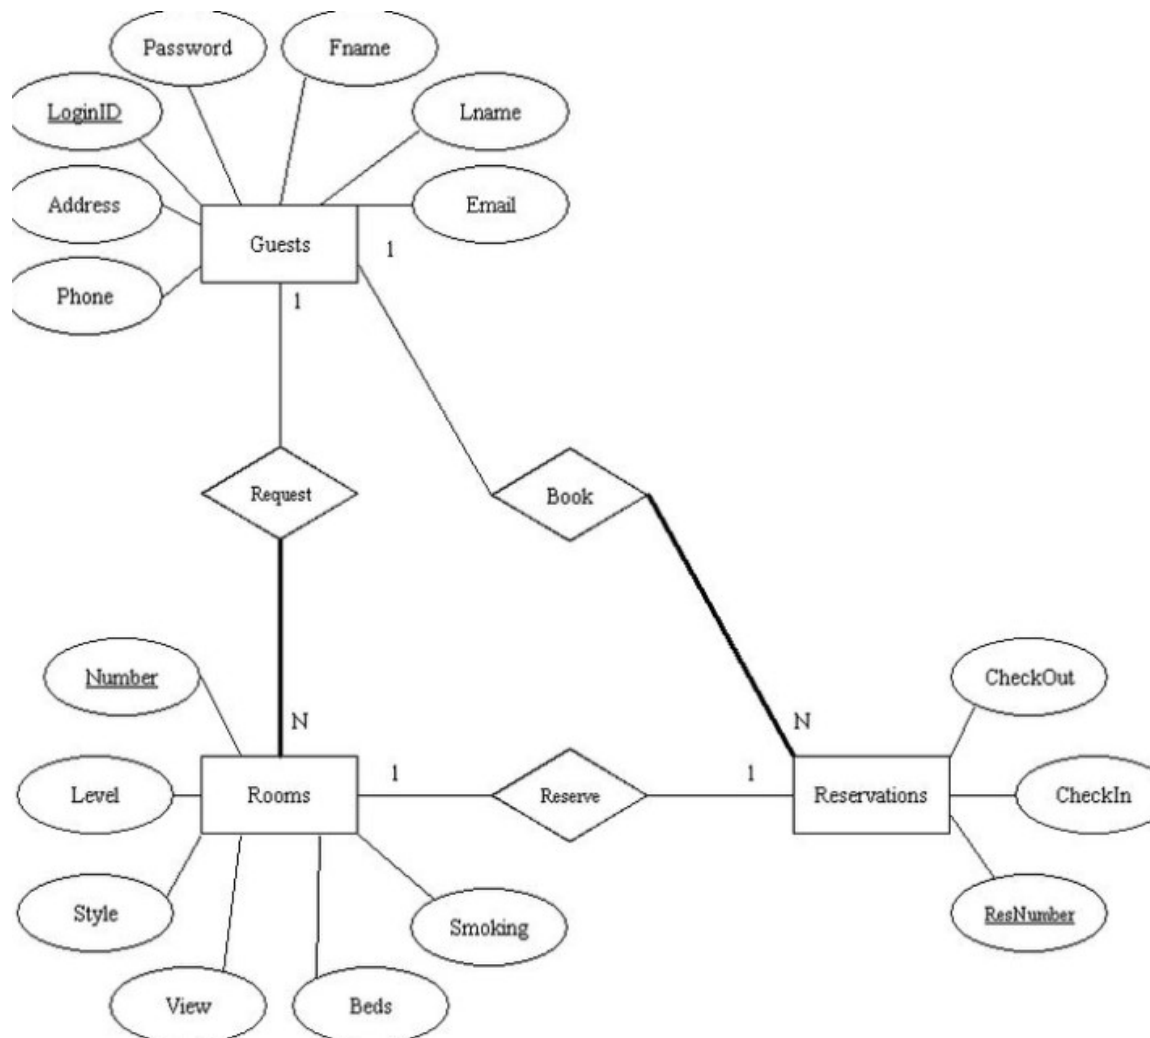 Password
Fname
LoginID
Lname
Address
Email
Guests
1
Phone
1
Request
Book
Number
CheckOut
N
N
Level
Rooms
1
Reserve
1
Reservations
CheckIn
Style
Smoking
ResNumber
View
Beds